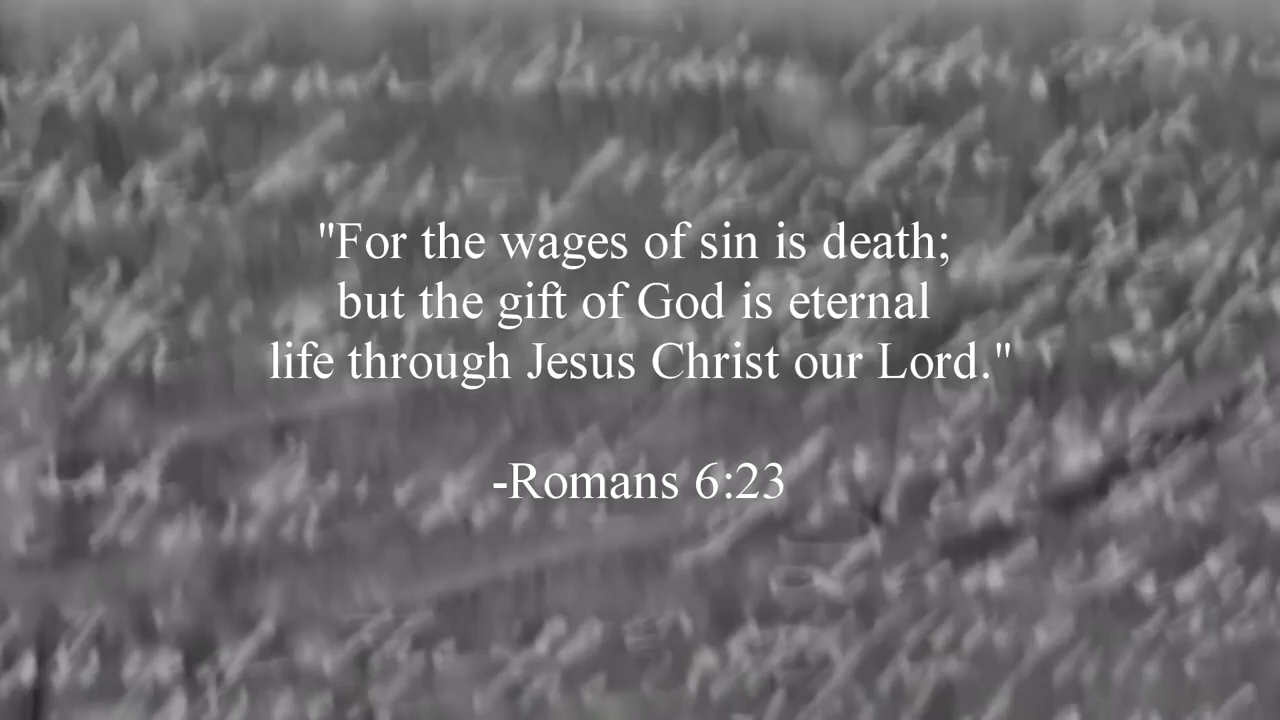 "For the wages of sin is death;
but the gift of God is eternal
life through Jesus Christ our Lord."
-Romans 6:23